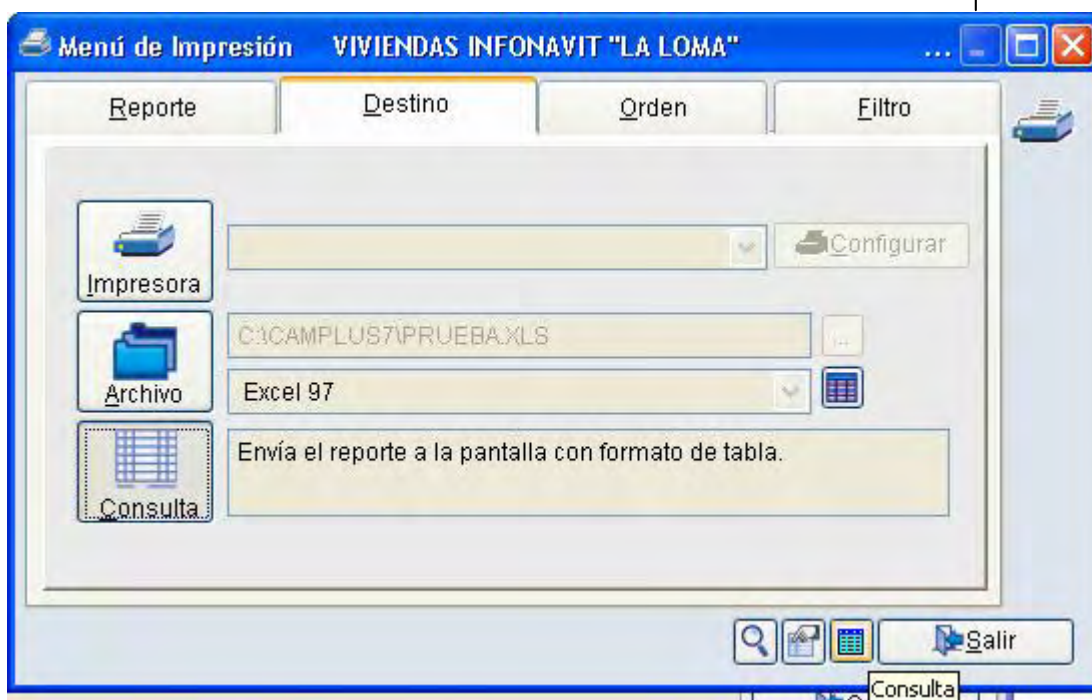 Menú de Impresión VIVIENDAS INFONAVIT "LA LOMA" ...
Reporte Destino Orden Filtro
Impresora
Configurar
C:\CAMPLUS7\PRUEBA.XLS ...
Archivo
Excel 97
Envía el reporte a la pantalla con formato de tabla.
Consulta
Salir
Consulta